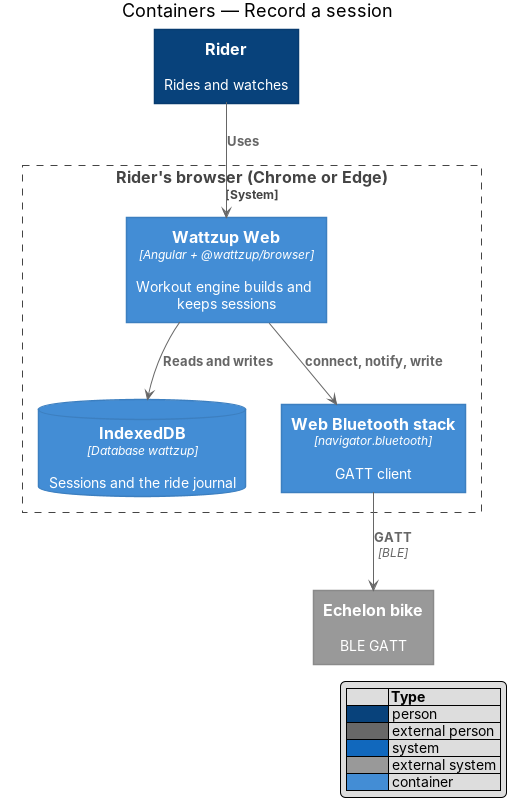 Containers — Record a session
Rider
Rides and watches
Uses
Rider's browser (Chrome or Edge)
[System]
Wattzup Web
[Angular + @wattzup/browser]
Workout engine builds and
keeps sessions
Reads and writes
connect, notify, write
IndexedDB
[Database wattzup]
Sessions and the ride journal
Web Bluetooth stack
[navigator.bluetooth]
GATT client
GATT
[BLE]
Echelon bike
BLE GATT
Type
person
external person
system
external system
container